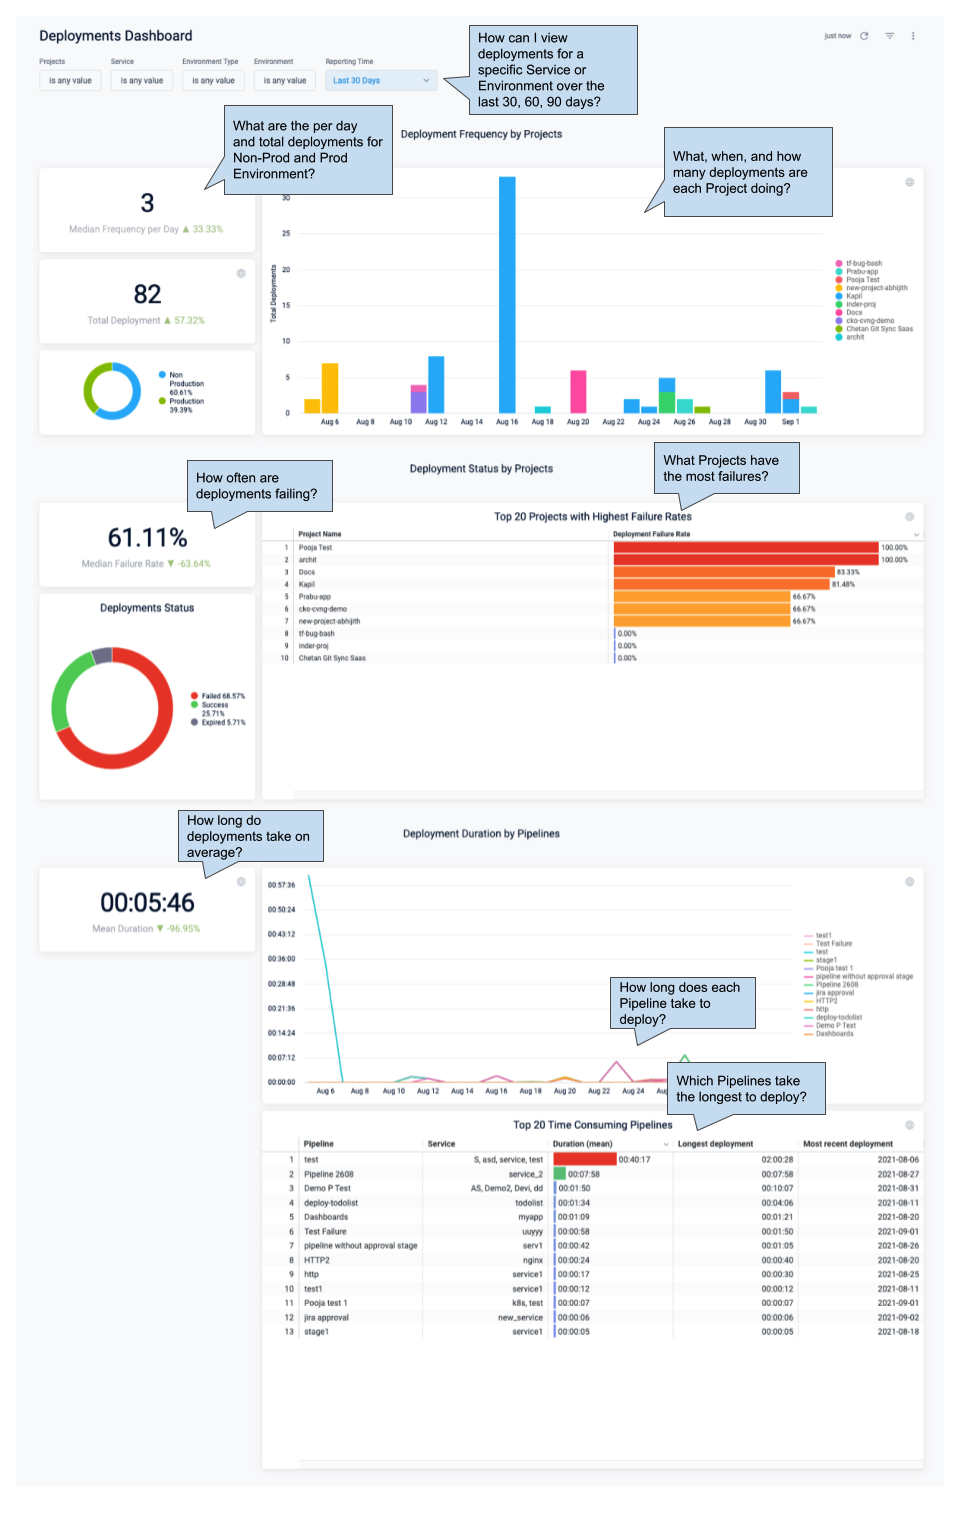 Deployments Dashboard
just now
Projects
Service
Environment Type
Environment
Reporting Time
is any value
is any value
is any value
is any value
Last 30 Days
How can I view
deployments for a
specific Service or
Environment over the
last 30, 60, 90 days?
What are the per day
and total deployments for
Non-Prod and Prod
Environment?
Deployment Frequency by Projects
What, when, and how
many deployments are
each Project doing?
3
Median Frequency per Day ▲ 33.33%
82
Total Deployment ▲ 57.32%
Non
Production
60.61%
Production
39.39%
Total Deployments
30
25
20
15
10
5
0
Aug 6
Aug 8
Aug 10
Aug 12
Aug 14
Aug 16
Aug 18
Aug 20
Aug 22
Aug 24
Aug 26
Aug 28
Aug 30
Sep 1
tf-bug-bash
Prabu-app
Pooja Test
new-project-abhijith
Kapil
inder-proj
Docs
cko-cvng-demo
Chetan Git Sync Saas
archit
Deployment Status by Projects
How often are
deployments failing?
What Projects have
the most failures?
61.11%
Median Failure Rate ▼ -63.64%
Deployments Status
Failed 68.57%
Success
25.71%
Expired 5.71%
Top 20 Projects with Highest Failure Rates
Project Name Deployment Failure Rate
1 Pooja Test 100.00%
2 archit 100.00%
3 Docs 83.33%
4 Kapil 81.48%
5 Prabu-app 66.67%
6 cko-cvng-demo 66.67%
7 new-project-abhijith 66.67%
8 tf-bug-bash 0.00%
9 inder-proj 0.00%
10 Chetan Git Sync Saas 0.00%
How long do
deployments take on
average?
Deployment Duration by Pipelines
00:05:46
Mean Duration ▼ -96.95%
00:57:36
00:50:24
00:43:12
00:36:00
00:28:48
00:21:36
00:14:24
00:07:12
00:00:00
Aug 6
Aug 8
Aug 10
Aug 12
Aug 14
Aug 16
Aug 18
Aug 20
Aug 22
Aug 24
test1
Test Failure
test
stage1
Pooja test 1
pipeline without approval stage
Pipeline 2608
jira approval
HTTP2
http
deploy-todolist
Demo P Test
Dashboards
How long does each
Pipeline take to
deploy?
Which Pipelines take
the longest to deploy?
Top 20 Time Consuming Pipelines
Pipeline Service Duration (mean) Longest deployment Most recent deployment
1 test S, asd, service, test 00:40:17 02:00:28 2021-08-06
2 Pipeline 2608 service_2 00:07:58 00:07:58 2021-08-27
3 Demo P Test AS, Demo2, Devi, dd 00:01:50 00:10:07 2021-08-31
4 deploy-todolist todolist 00:01:34 00:04:06 2021-08-11
5 Dashboards myapp 00:01:09 00:01:21 2021-08-20
6 Test Failure uuyyy 00:00:58 00:01:50 2021-09-01
7 pipeline without approval stage serv1 00:00:42 00:01:05 2021-08-26
8 HTTP2 nginx 00:00:24 00:00:40 2021-08-20
9 http service1 00:00:17 00:00:30 2021-08-25
10 test1 service1 00:00:12 00:00:12 2021-08-11
11 Pooja test 1 k8s, test 00:00:07 00:00:07 2021-09-01
12 jira approval new_service 00:00:06 00:00:06 2021-09-02
13 stage1 service1 00:00:05 00:00:05 2021-08-18